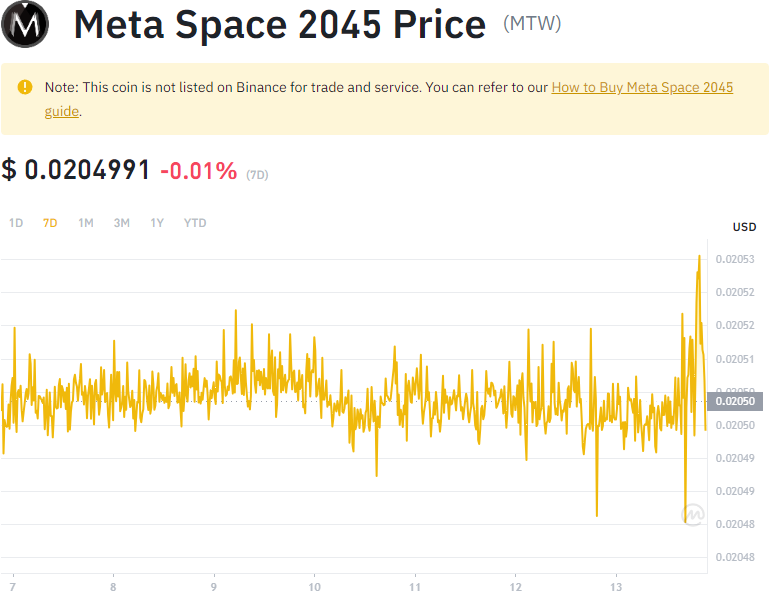 Meta Space 2045 Price (MTW)
Note: This coin is not listed on Binance for trade and service. You can refer to our How to Buy Meta Space 2045
guide.
$ 0.0204991 -0.01% (7D)
1D 7D 1M 3M 1Y YTD
USD
0.02053
0.02052
0.02052
0.02051
0.02050
0.02050
0.02050
0.02049
0.02049
0.02048
0.02048
7 8 9 10 11 12 13